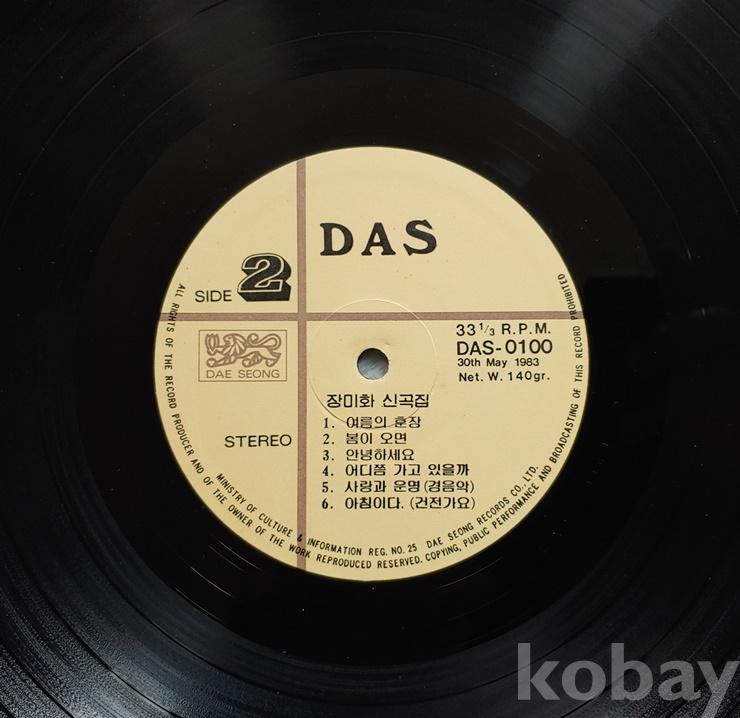 DAS
SIDE 2
DAE SEONG
STEREO
33 1/3 R.P.M.
DAS-0100
30th May 1983
Net. W. 140gr.
장미화 신곡집
1. 여름의 훈장
2. 봄이 오면
3. 안녕하세요
4. 어디쯤 가고 있을까
5. 사랑과 운명 (경음악)
6. 아침이다. (건전가요)
ALL RIGHTS OF THE RECORD PRODUCER AND OF THE OWNER OF THE WORK REPRODUCED RESERVED. COPYING, PUBLIC PERFORMANCE AND BROADCASTING OF THIS RECORD PROHIBITED
MINISTRY OF CULTURE & INFORMATION REG. NO. 25 DAE SEONG RECORDS CO., LTD.
kobay